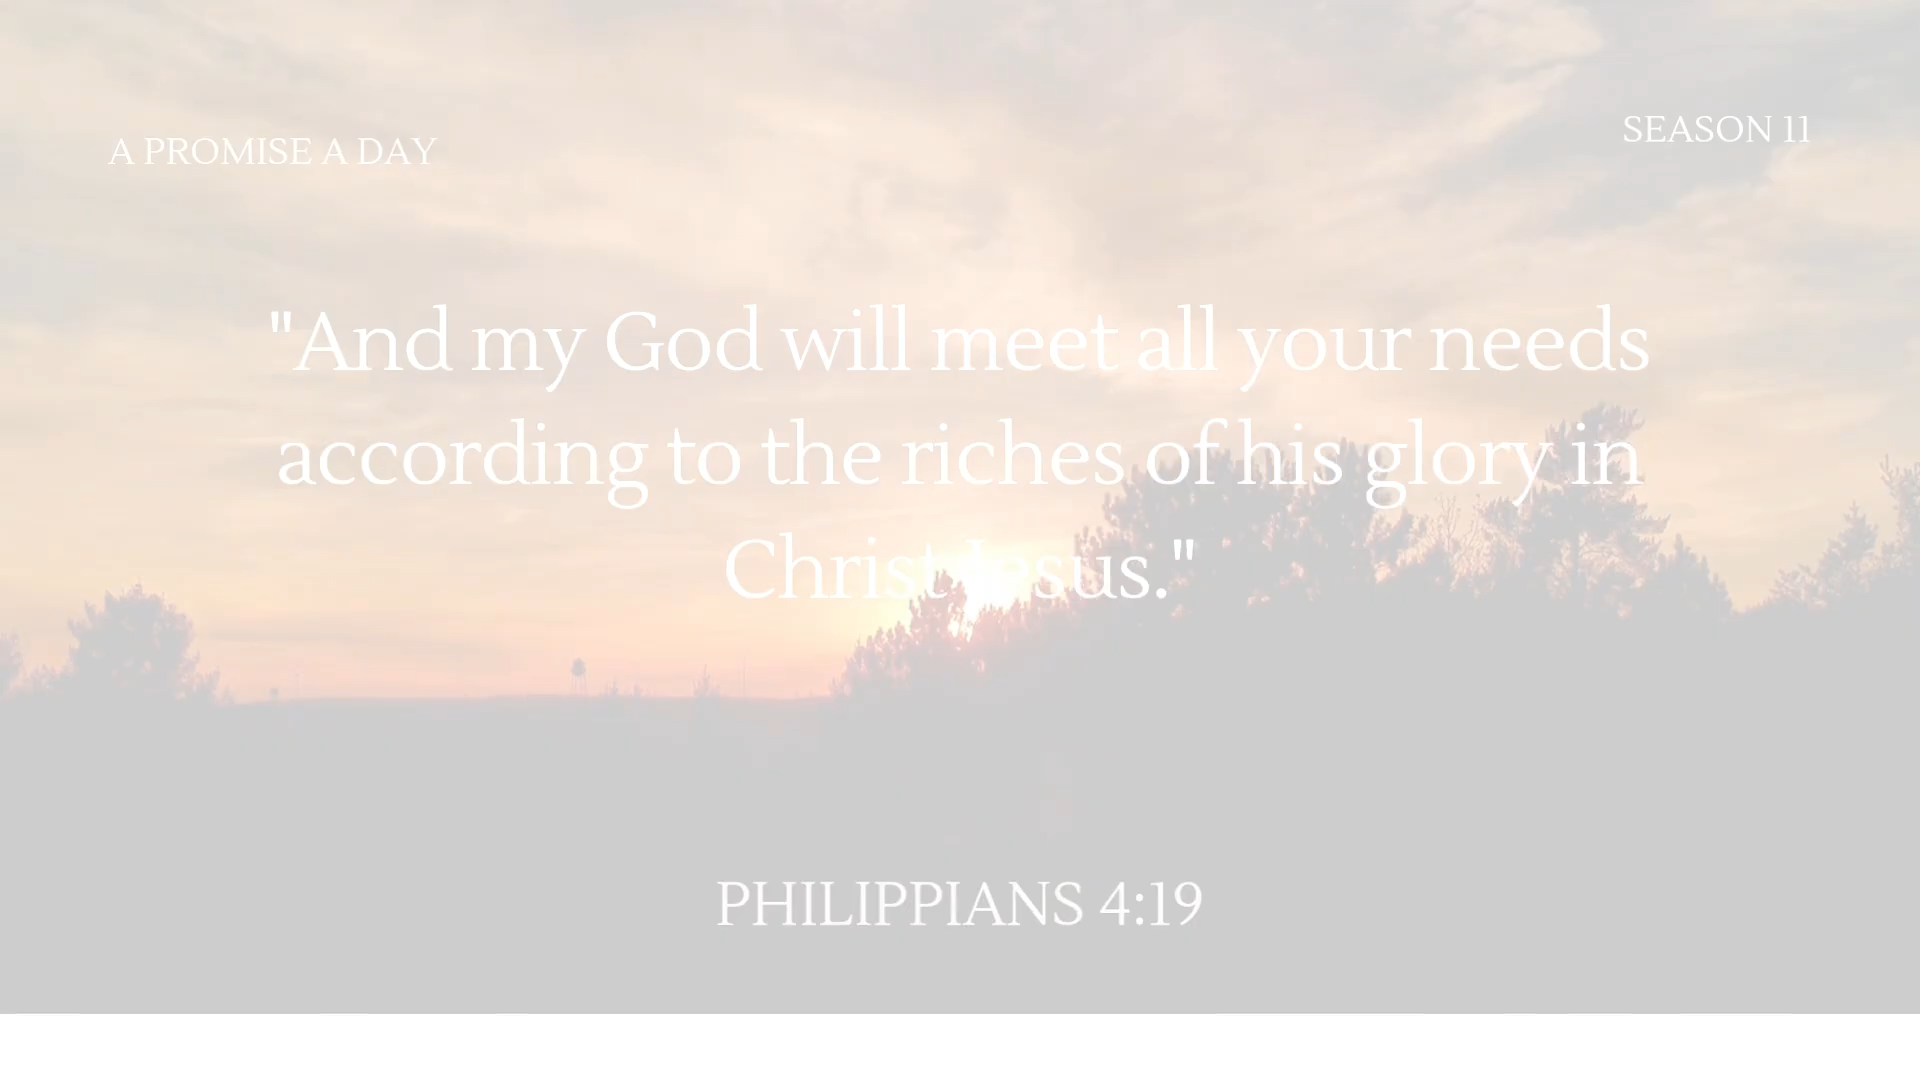 A PROMISE A DAY
SEASON 11
"And my God will meet all your needs
according to the riches of his glory in
Christ Jesus."
PHILIPPIANS 4:19